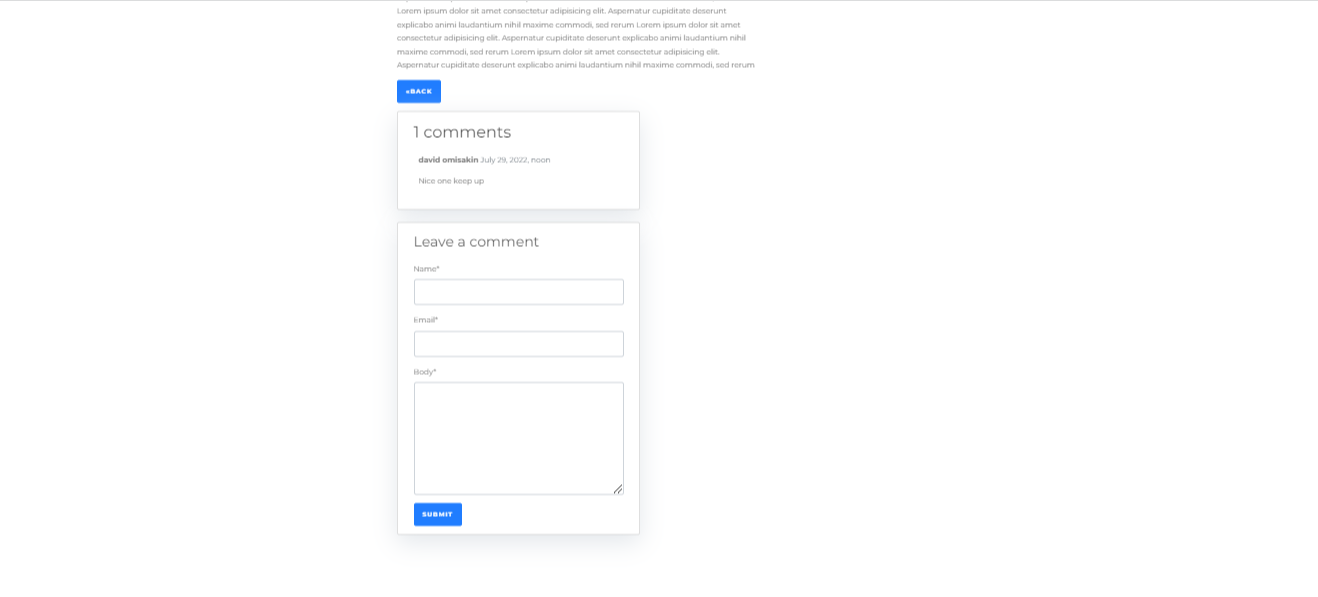 Lorem ipsum dolor sit amet consectetur adipisicing elit. Aspernatur cupiditate deserunt
explicabo animi laudantium nihil maxime commodi, sed rerum Lorem ipsum dolor sit amet
consectetur adipisicing elit. Aspernatur cupiditate deserunt explicabo animi laudantium nihil
maxime commodi, sed rerum Lorem ipsum dolor sit amet consectetur adipisicing elit.
Aspernatur cupiditate deserunt explicabo animi laudantium nihil maxime commodi, sed rerum
«BACK
1 comments
david omisakin July 29, 2022, noon
Nice one keep up
Leave a comment
Name*
Email*
Body*
SUBMIT